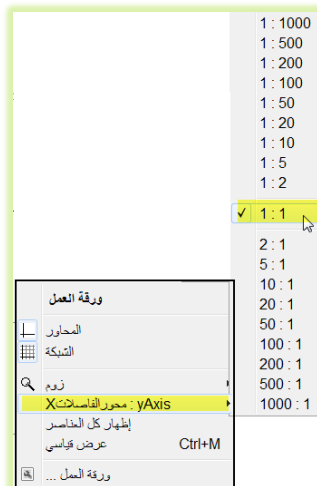 1 : 1000
1 : 500
1 : 200
1 : 100
1 : 50
1 : 20
1 : 10
1 : 5
1 : 2
✓ 1 : 1
2 : 1
5 : 1
10 : 1
20 : 1
50 : 1
100 : 1
200 : 1
500 : 1
1000 : 1
ورقة العمل
المحاور
الشبكة
زوم
محورالفاصلاتX : yAxis
إظهار كل العناصر
عرض قياسي Ctrl+M
ورقة العمل ...